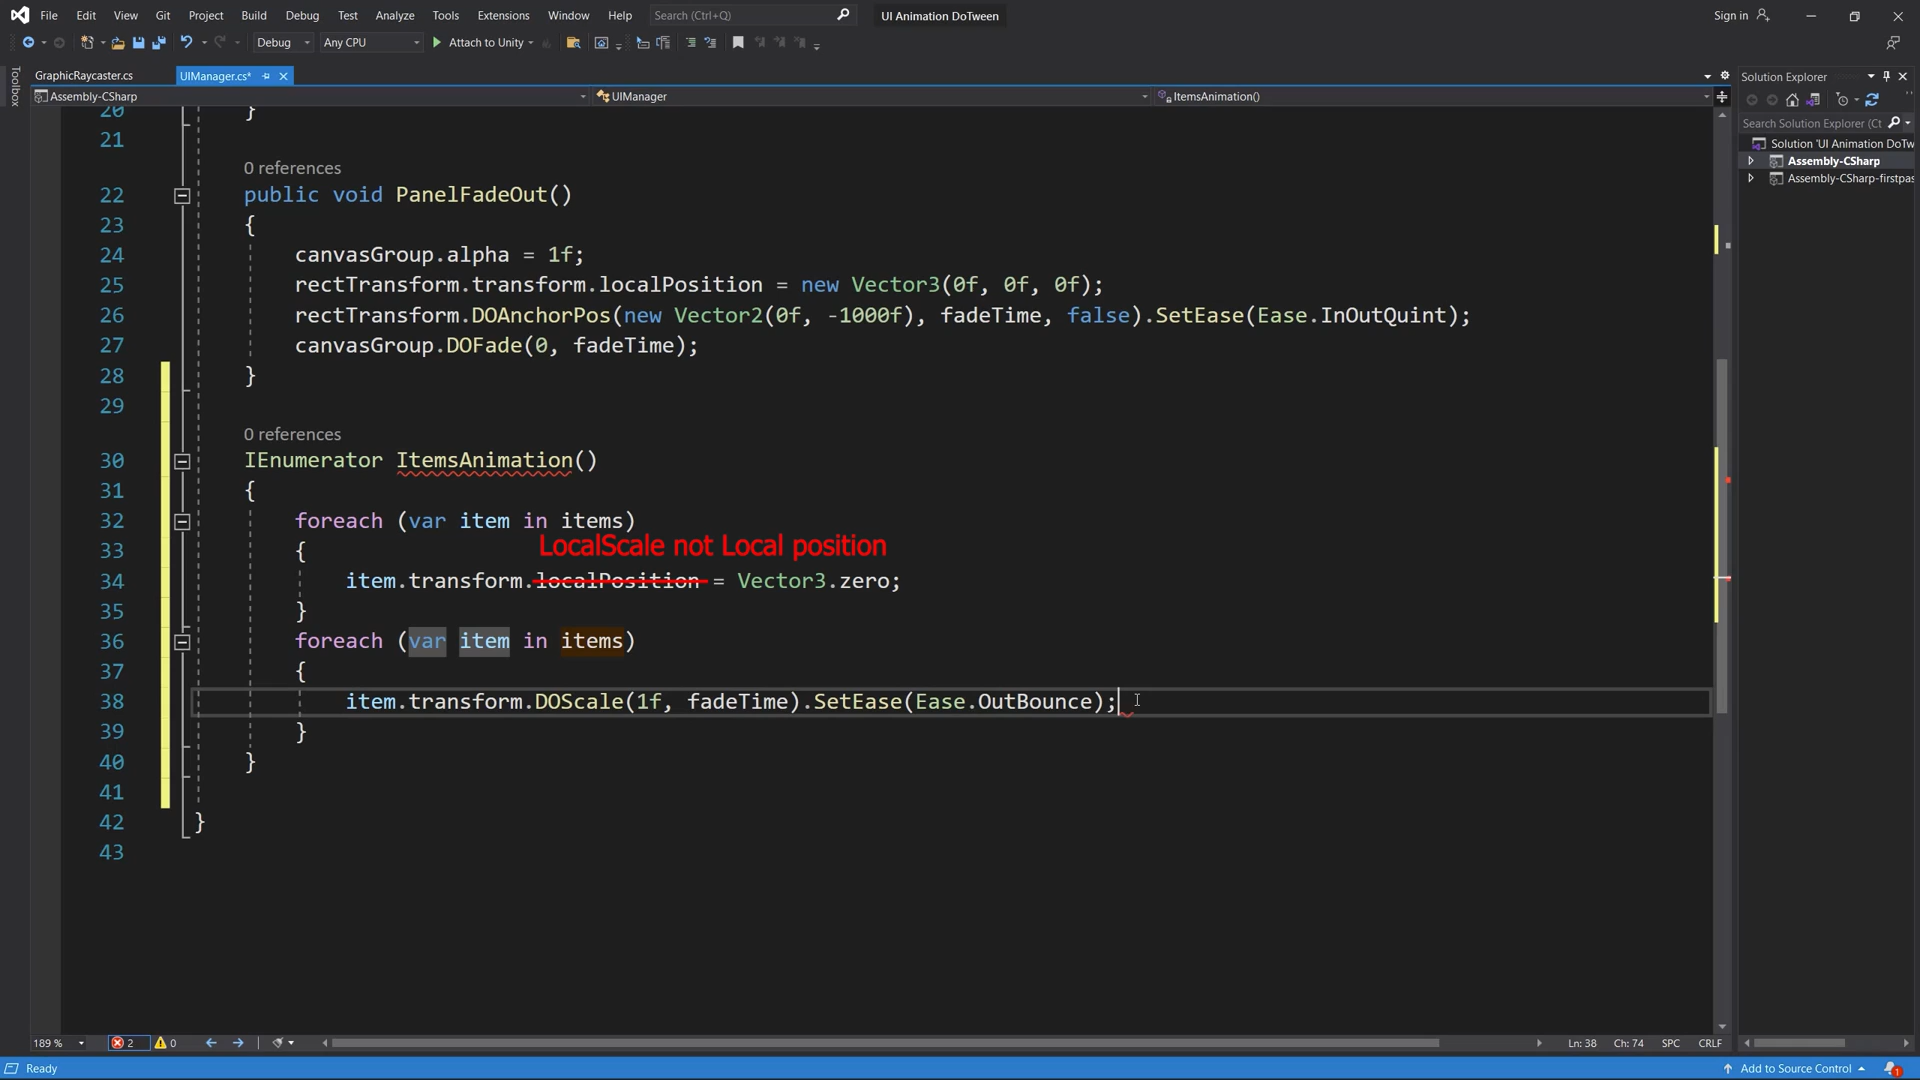 File Edit View Git Project Build Debug Test Analyze Tools Extensions Window Help Search (Ctrl+Q) UI Animation DoTween Sign in
Debug Any CPU Attach to Unity
Toolbox
GraphicRaycaster.cs UIManager.cs*
Assembly-CSharp UIManager ItemsAnimation()
20 }
21
0 references
22 public void PanelFadeOut()
23 {
24 canvasGroup.alpha = 1f;
25 rectTransform.transform.localPosition = new Vector3(0f, 0f, 0f);
26 rectTransform.DOAnchorPos(new Vector2(0f, -1000f), fadeTime, false).SetEase(Ease.InOutQuint);
27 canvasGroup.DOFade(0, fadeTime);
28 }
29
0 references
30 IEnumerator ItemsAnimation()
31 {
32 foreach (var item in items)
33 {
LocalScale not Local position
34 item.transform.localPosition = Vector3.zero;
35 }
36 foreach (var item in items)
37 {
38 item.transform.DOScale(1f, fadeTime).SetEase(Ease.OutBounce);
39 }
40 }
41
42 }
43
Solution Explorer
Search Solution Explorer (Ct
Solution 'UI Animation DoTw
Assembly-CSharp
Assembly-CSharp-firstpas
189 % 2 0 Ln: 38 Ch: 74 SPC CRLF
Ready Add to Source Control 1